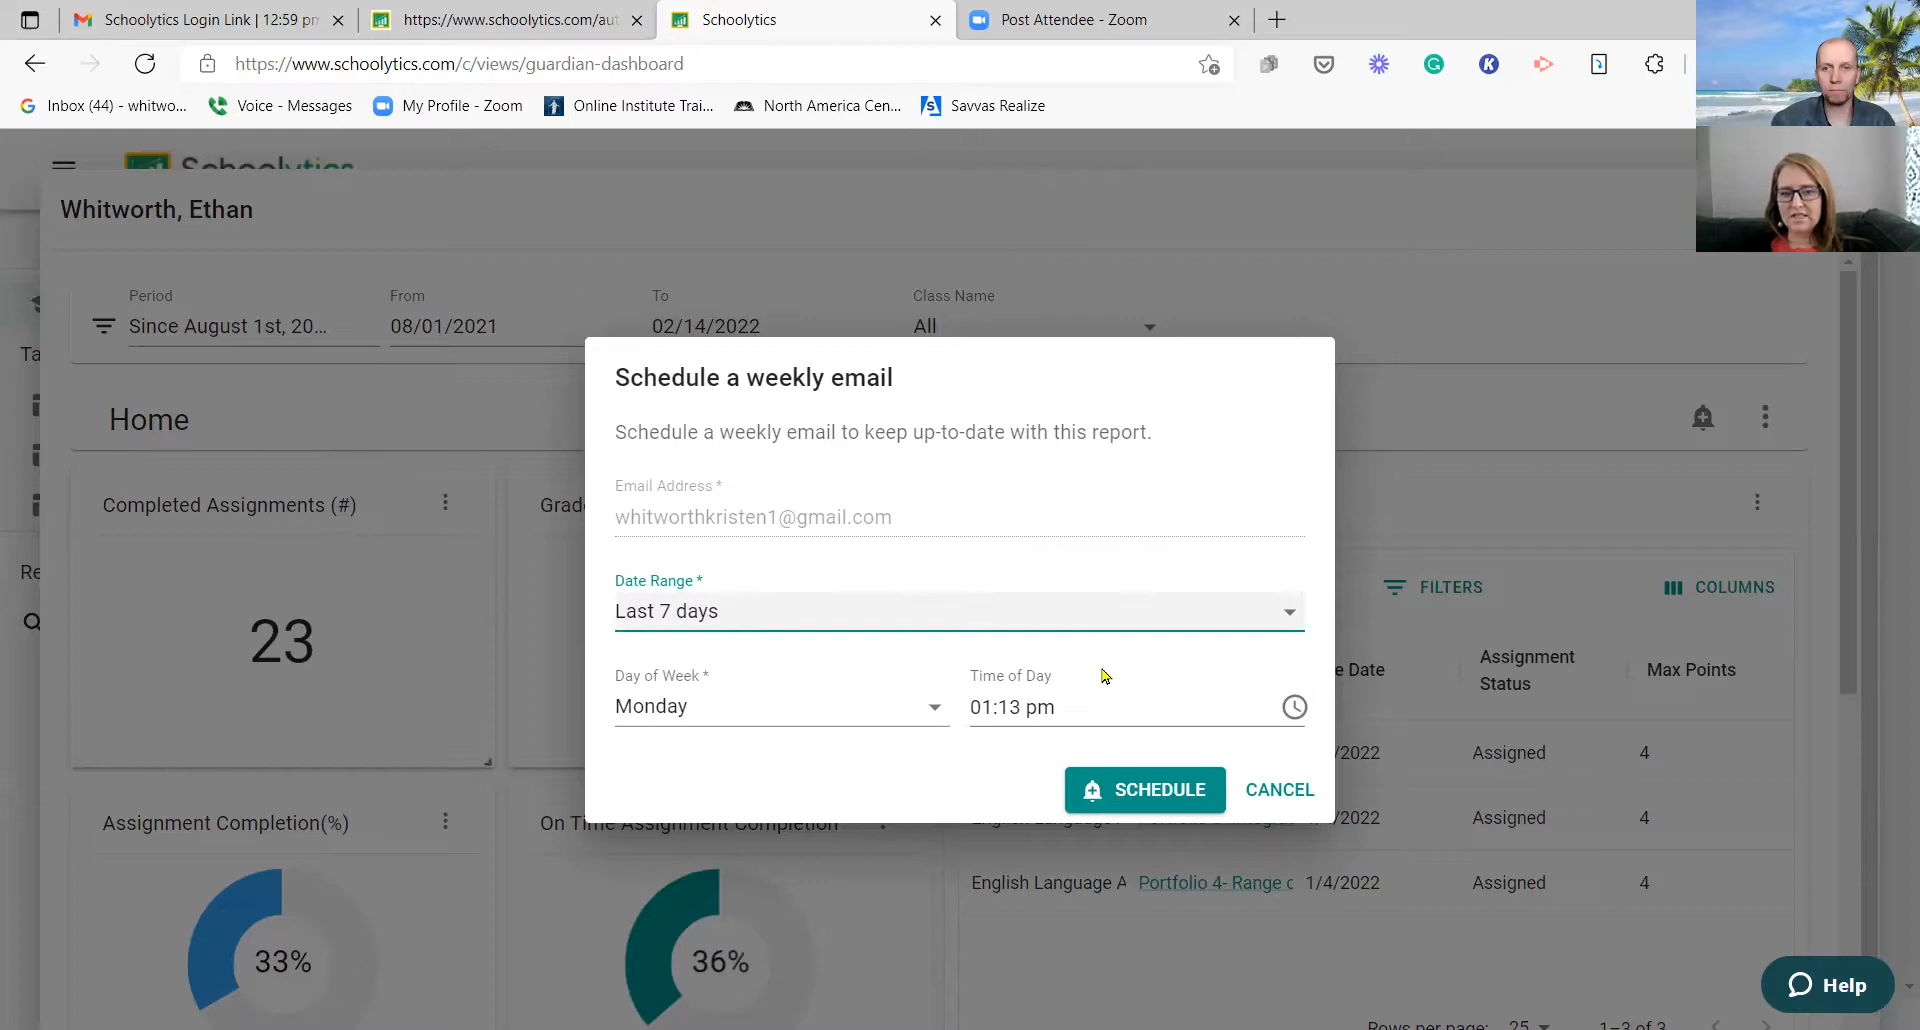 Schoolytics Login Link | 12:59 pm
https://www.schoolytics.com/aut
Schoolytics
Post Attendee - Zoom
https://www.schoolytics.com/c/views/guardian-dashboard
Inbox (44) - whitwo...
Voice - Messages
My Profile - Zoom
Online Institute Trai...
North America Cen...
Savvas Realize
Schoolytics
Whitworth, Ethan
Period
From
To
Class Name
Since August 1st, 20...
08/01/2021
02/14/2022
All
Ta
Home
Completed Assignments (#)
Grad
23
Re
Schedule a weekly email
Schedule a weekly email to keep up-to-date with this report.
Email Address *
whitworthkristen1@gmail.com
Date Range *
Last 7 days
Day of Week *
Monday
Time of Day
01:13 pm
SCHEDULE
CANCEL
FILTERS
COLUMNS
e Date
Assignment
Status
Max Points
/2022
Assigned
4
/2022
Assigned
4
English Language A
Portfolio 4- Range c
1/4/2022
Assigned
4
Assignment Completion(%)
On Time Assignment Completion
33%
36%
Rows per page:
25
1–3 of 3
Help